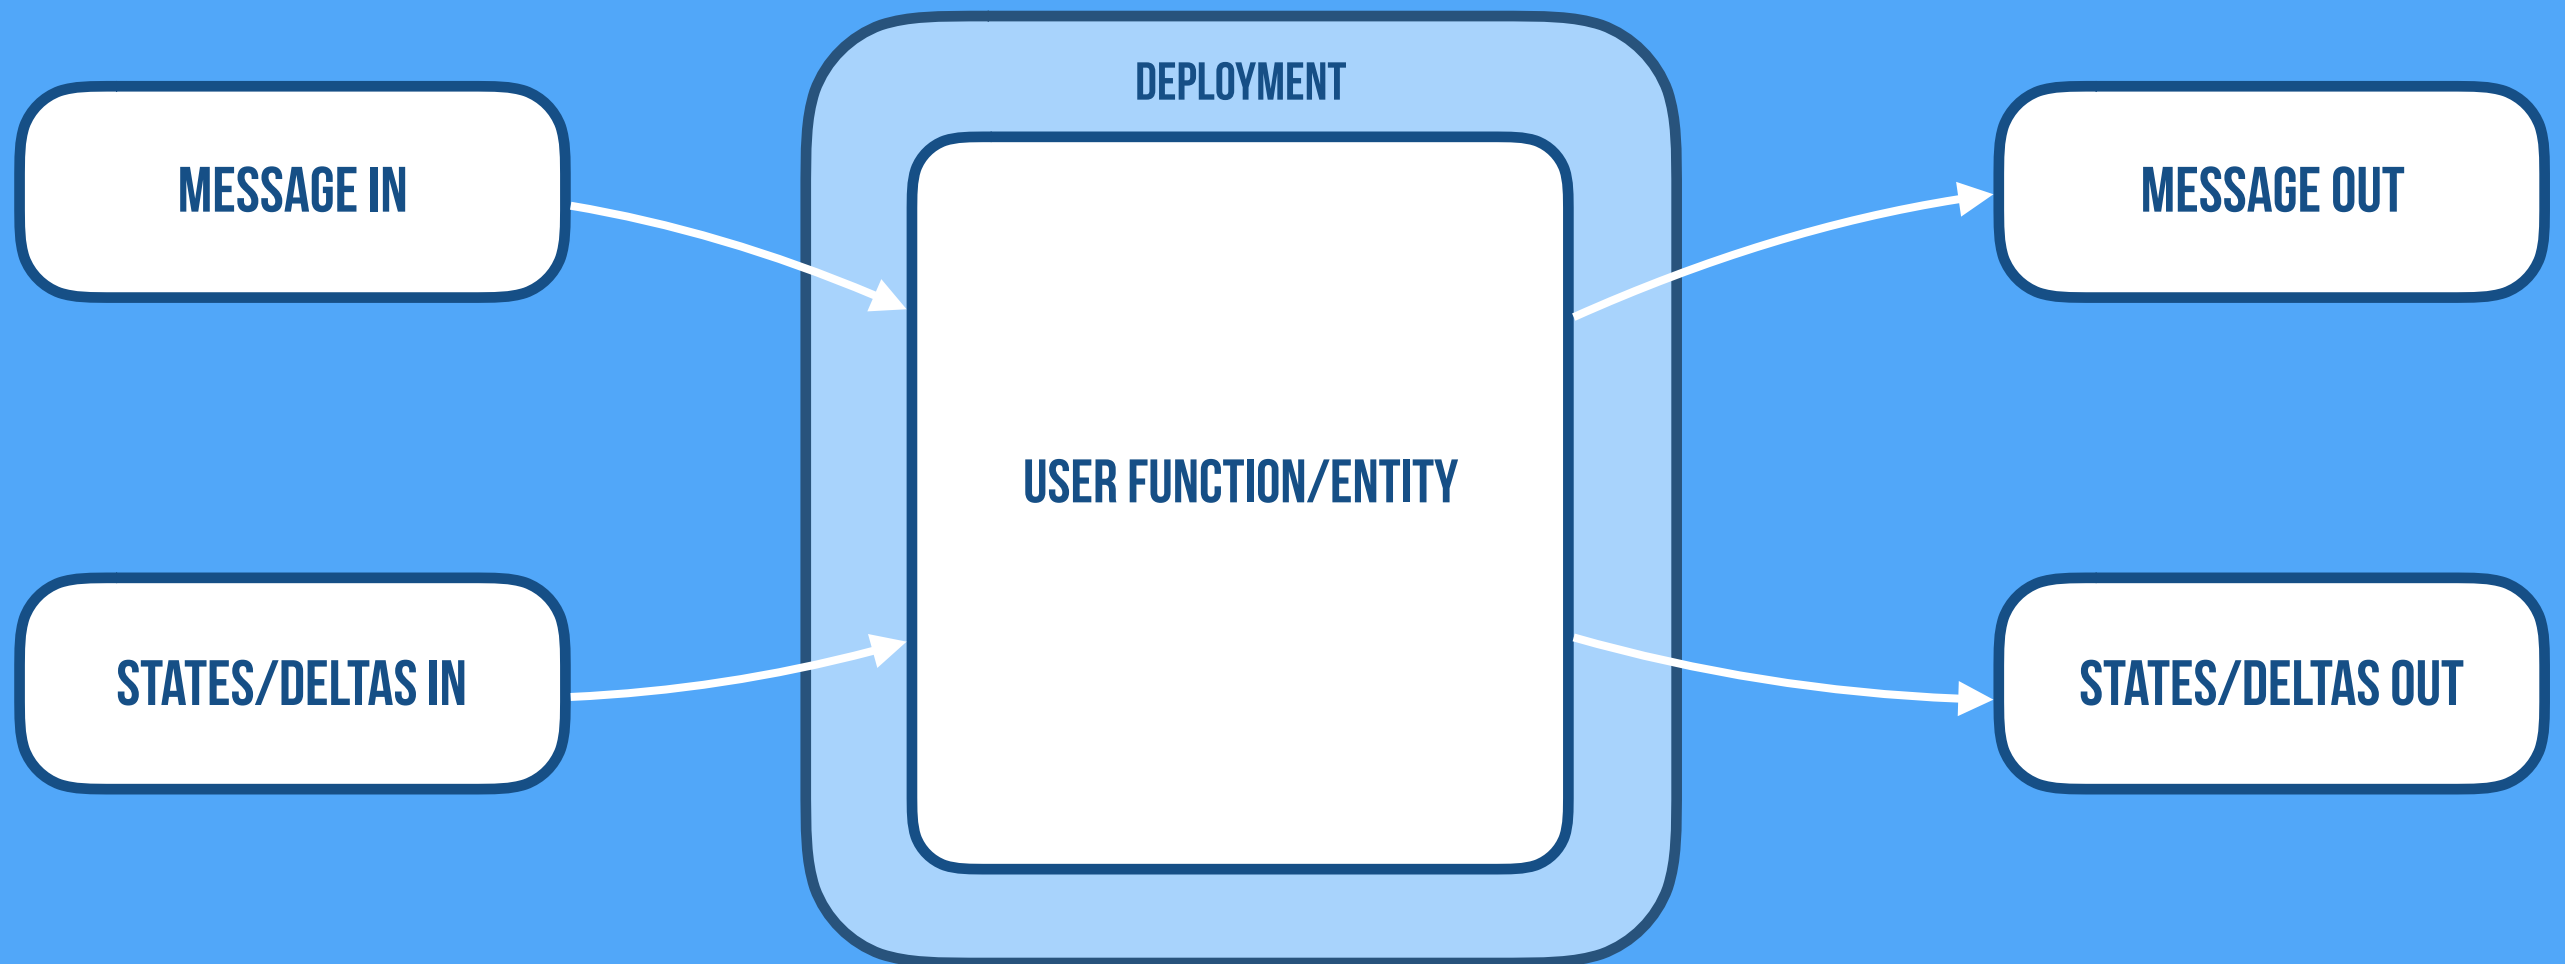 DEPLOYMENT
MESSAGE IN
MESSAGE OUT
USER FUNCTION/ENTITY
STATES/DELTAS IN
STATES/DELTAS OUT